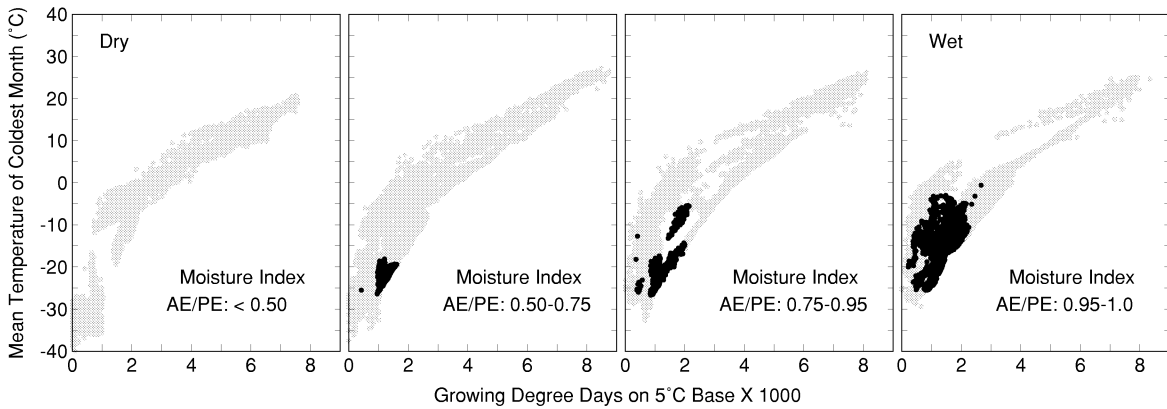 Mean Temperature of Coldest Month (˚C)
40
30
20
10
0
-10
-20
-30
-40
Dry
Moisture Index
AE/PE: < 0.50
0 2 4 6 8
Moisture Index
AE/PE: 0.50-0.75
0 2 4 6 8
Moisture Index
AE/PE: 0.75-0.95
0 2 4 6 8
Wet
Moisture Index
AE/PE: 0.95-1.0
0 2 4 6 8
Growing Degree Days on 5˚C Base X 1000